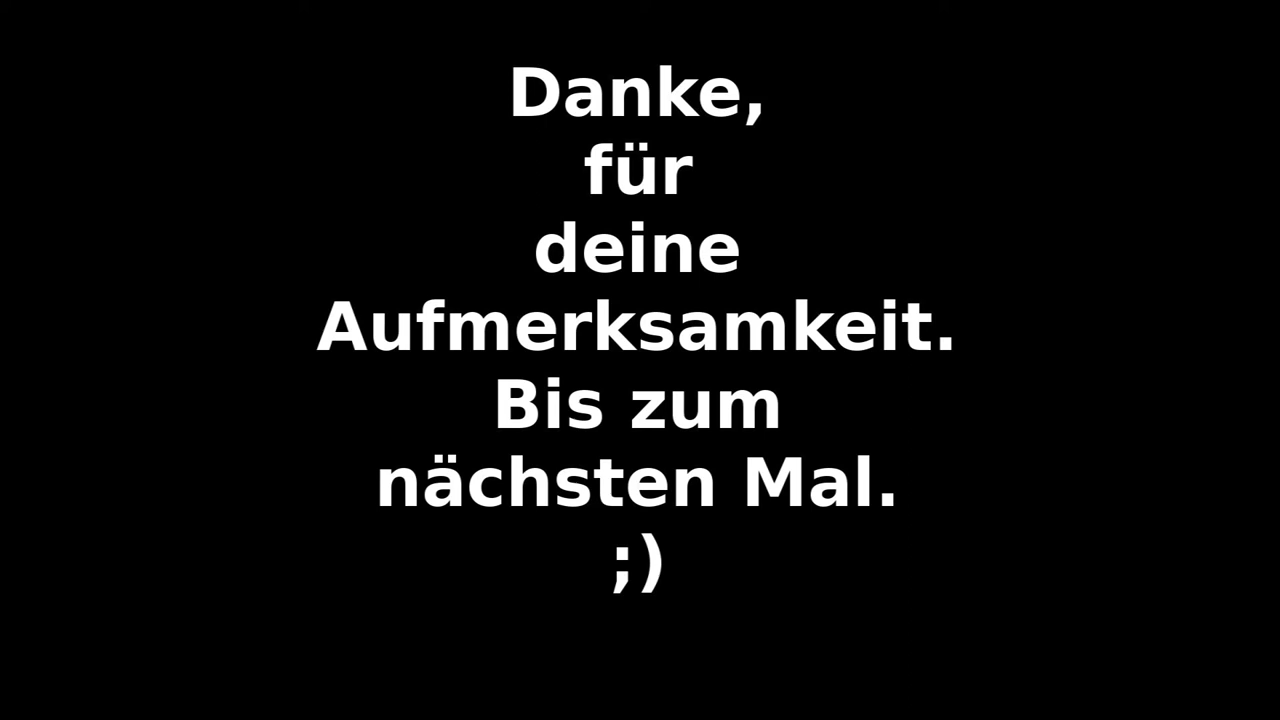 Danke,
für
deine
Aufmerksamkeit.
Bis zum
nächsten Mal.
;)